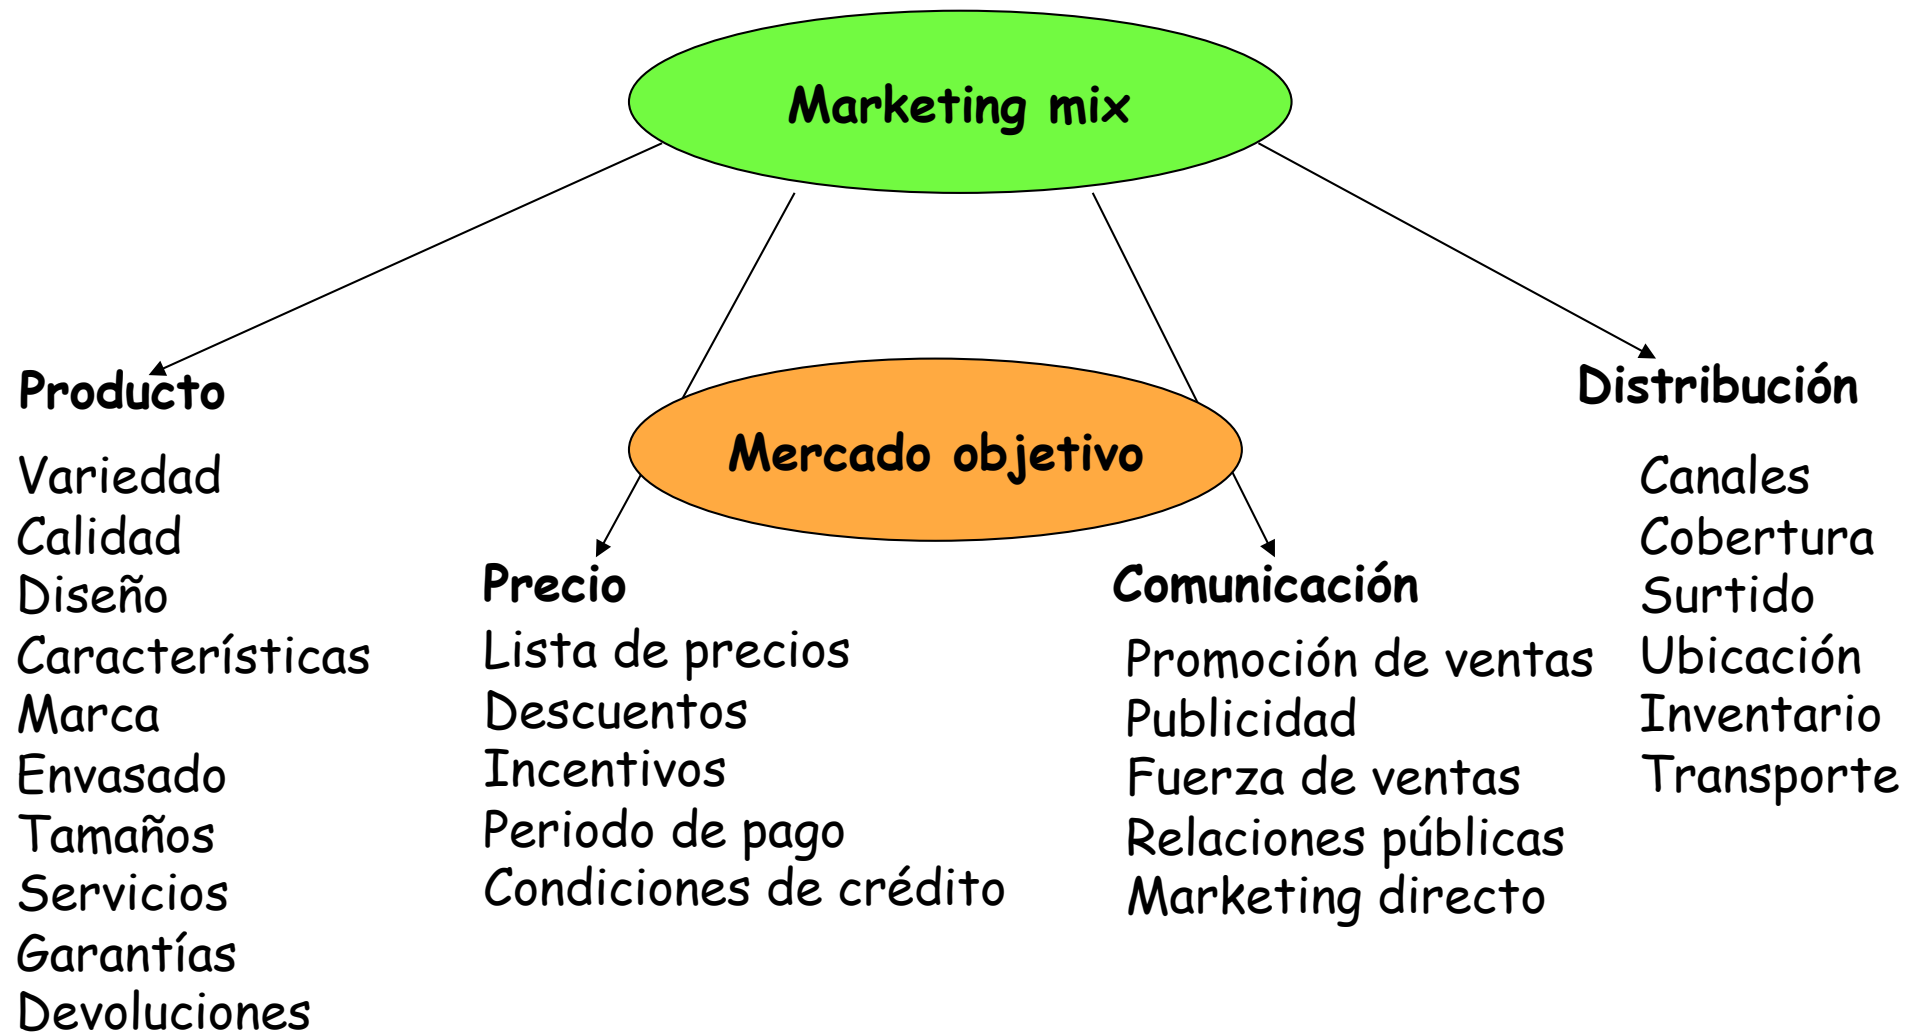 Marketing mix
Mercado objetivo
Producto
Variedad
Calidad
Diseño
Características
Marca
Envasado
Tamaños
Servicios
Garantías
Devoluciones
Precio
Lista de precios
Descuentos
Incentivos
Periodo de pago
Condiciones de crédito
Comunicación
Promoción de ventas
Publicidad
Fuerza de ventas
Relaciones públicas
Marketing directo
Distribución
Canales
Cobertura
Surtido
Ubicación
Inventario
Transporte